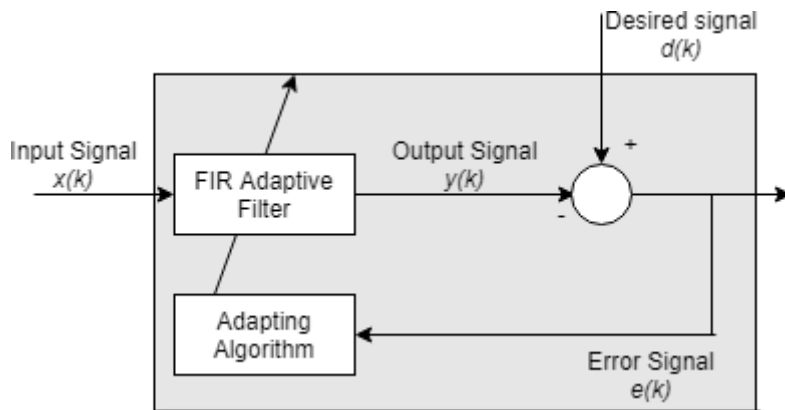 Desired signal
d(k)
Input Signal
x(k)
FIR Adaptive
Filter
Output Signal
y(k)
+
-
Adapting
Algorithm
Error Signal
e(k)